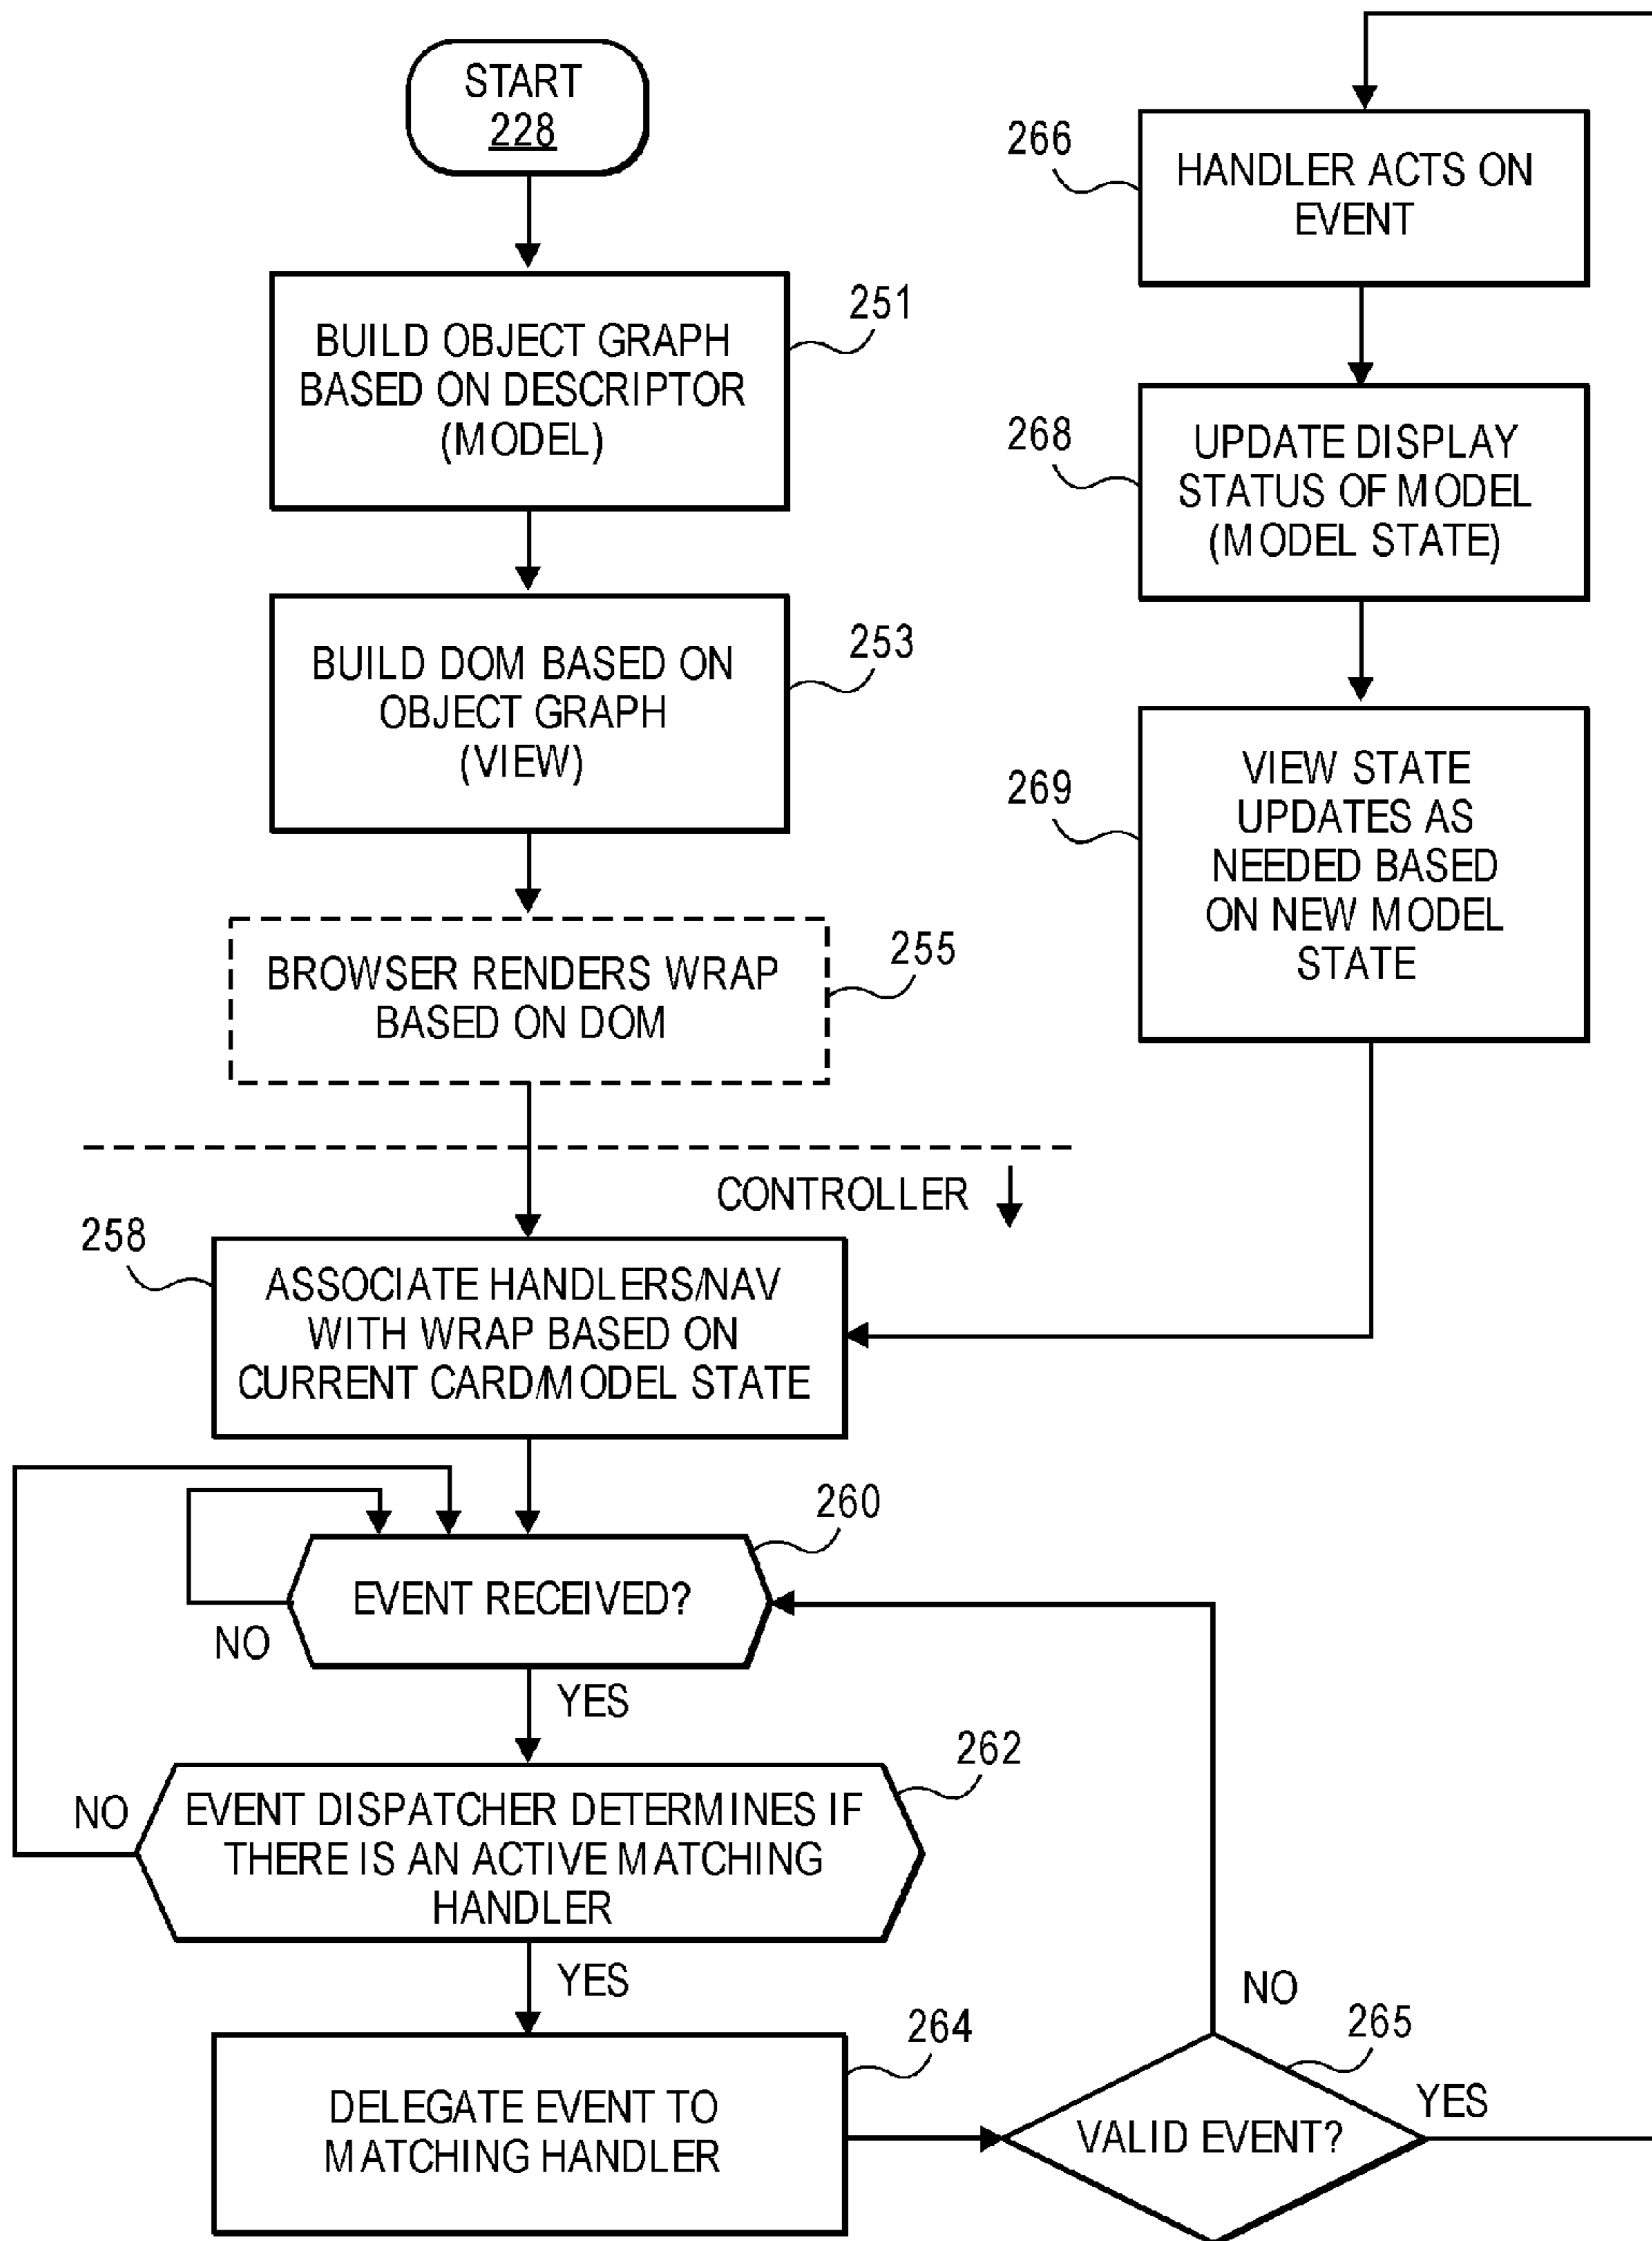 START
228
251
BUILD OBJECT GRAPH
BASED ON DESCRIPTOR
(MODEL)
253
BUILD DOM BASED ON
OBJECT GRAPH
(VIEW)
255
BROWSER RENDERS WRAP
BASED ON DOM
CONTROLLER
258
ASSOCIATE HANDLERS/NAV
WITH WRAP BASED ON
CURRENT CARD/MODEL STATE
260
EVENT RECEIVED?
NO
YES
262
NO
EVENT DISPATCHER DETERMINES IF
THERE IS AN ACTIVE MATCHING
HANDLER
YES
264
DELEGATE EVENT TO
MATCHING HANDLER
NO
265
YES
VALID EVENT?
266
HANDLER ACTS ON
EVENT
268
UPDATE DISPLAY
STATUS OF MODEL
(MODEL STATE)
269
VIEW STATE
UPDATES AS
NEEDED BASED
ON NEW MODEL
STATE